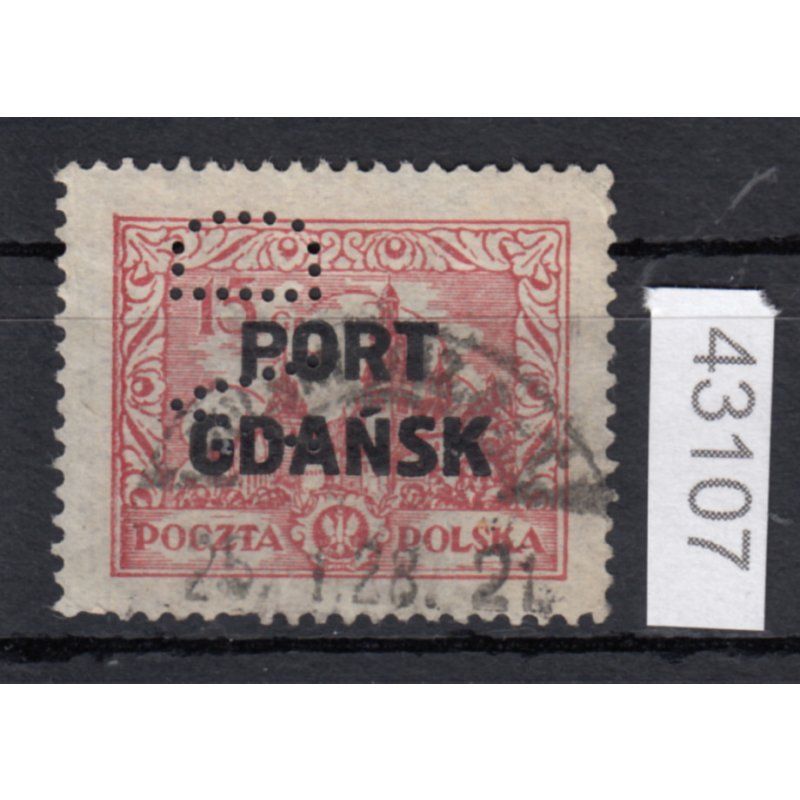 15
PORT
GDAŃSK
POCZTA POLSKA
25. 1.28. 21
43107